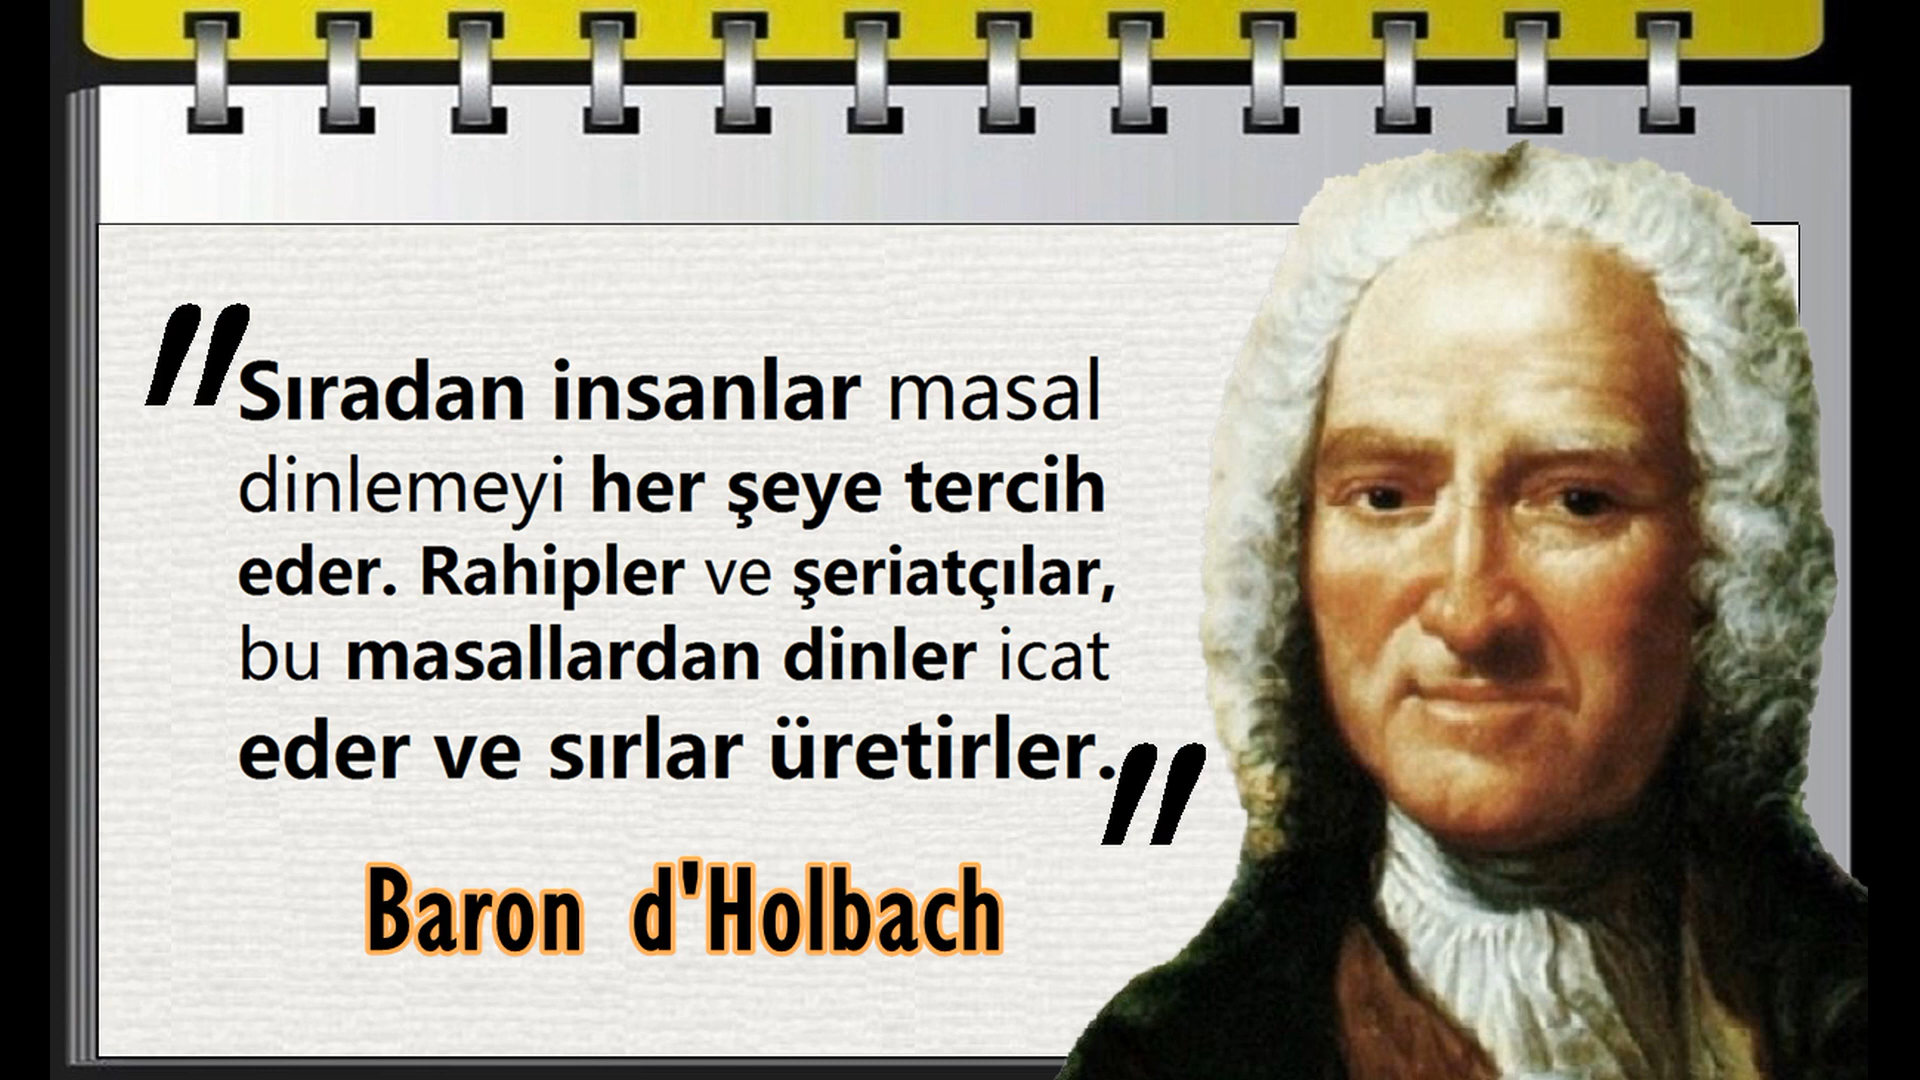 "Sıradan insanlar masal
dinlemeyi her şeye tercih
eder. Rahipler ve şeriatçılar,
bu masallardan dinler icat
eder ve sırlar üretirler."
Baron d'Holbach